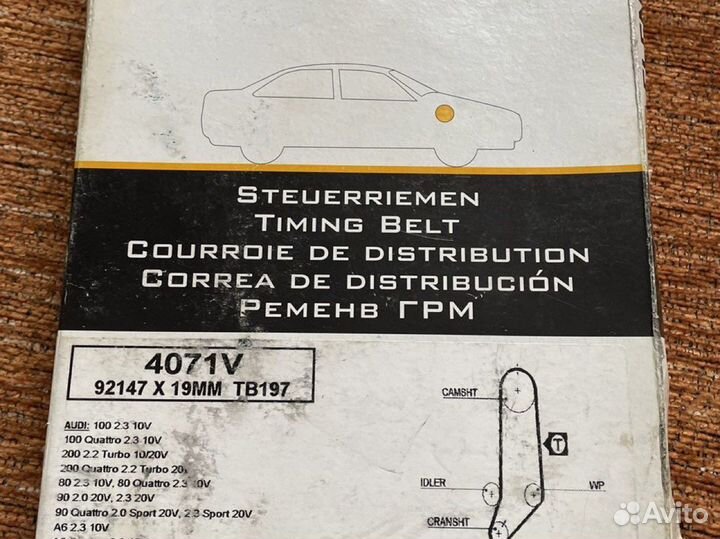 STEUERRIEMEN
TIMING BELT
COURROIE DE DISTRIBUTION
CORREA DE DISTRIBUCIÓN
РЕМЕНВ ГРМ
4071V
92147 X 19MM TB197
AUDI: 100 2.3 10V
100 Quattro 2.3 10V
200 2.2 Turbo 10/20V
200 Quattro 2.2 Turbo 20V
80 2.3 10V, 80 Quattro 2.3 10V
90 2.0 20V, 2.3 20V
90 Quattro 2.0 Sport 20V, 2.3 Sport 20V
A6 2.3 10V
CAMSHT
T
IDLER
WP
CRANSHT
Avito